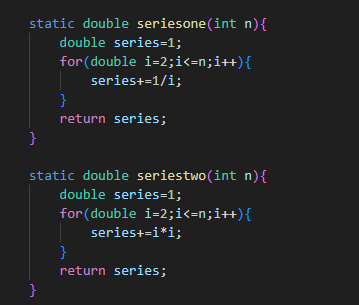 static double seriesone(int n){
double series=1;
for(double i=2;i<=n;i++){
series+=1/i;
}
return series;
}
static double seriestwo(int n){
double series=1;
for(double i=2;i<=n;i++){
series+=i*i;
}
return series;
}